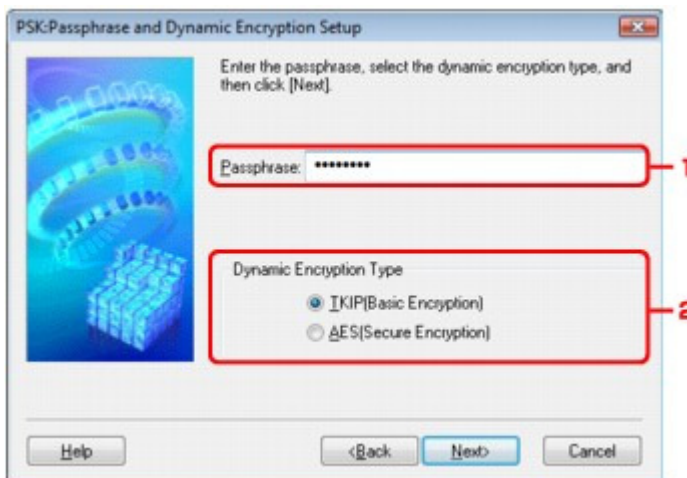 PSK:Passphrase and Dynamic Encryption Setup
Enter the passphrase, select the dynamic encryption type, and
then click [Next].
Passphrase: ••••••••
1
Dynamic Encryption Type
TKIP(Basic Encryption)
AES(Secure Encryption)
2
Help
<Back
Next>
Cancel